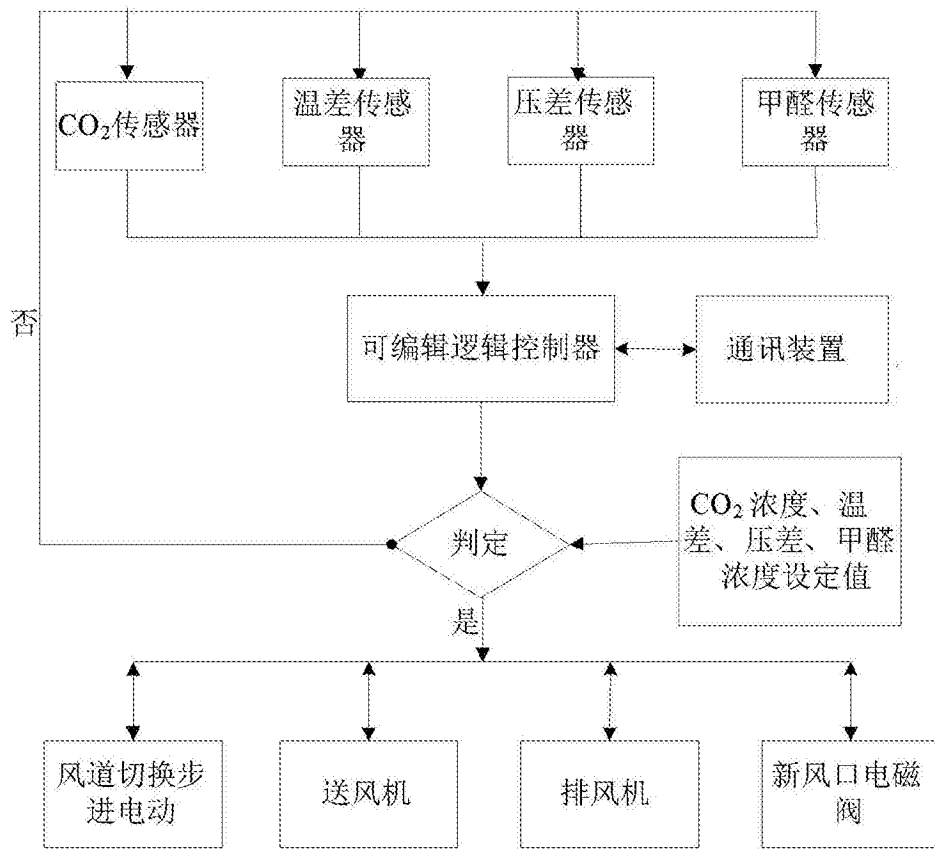 CO₂传感器
温差传感
器
压差传感
器
甲醛传感
器
否
可编辑逻辑控制器
通讯装置
判定
CO₂浓度、温
差、压差、甲醛
浓度设定值
是
风道切换步
进电动
送风机
排风机
新风口电磁
阀